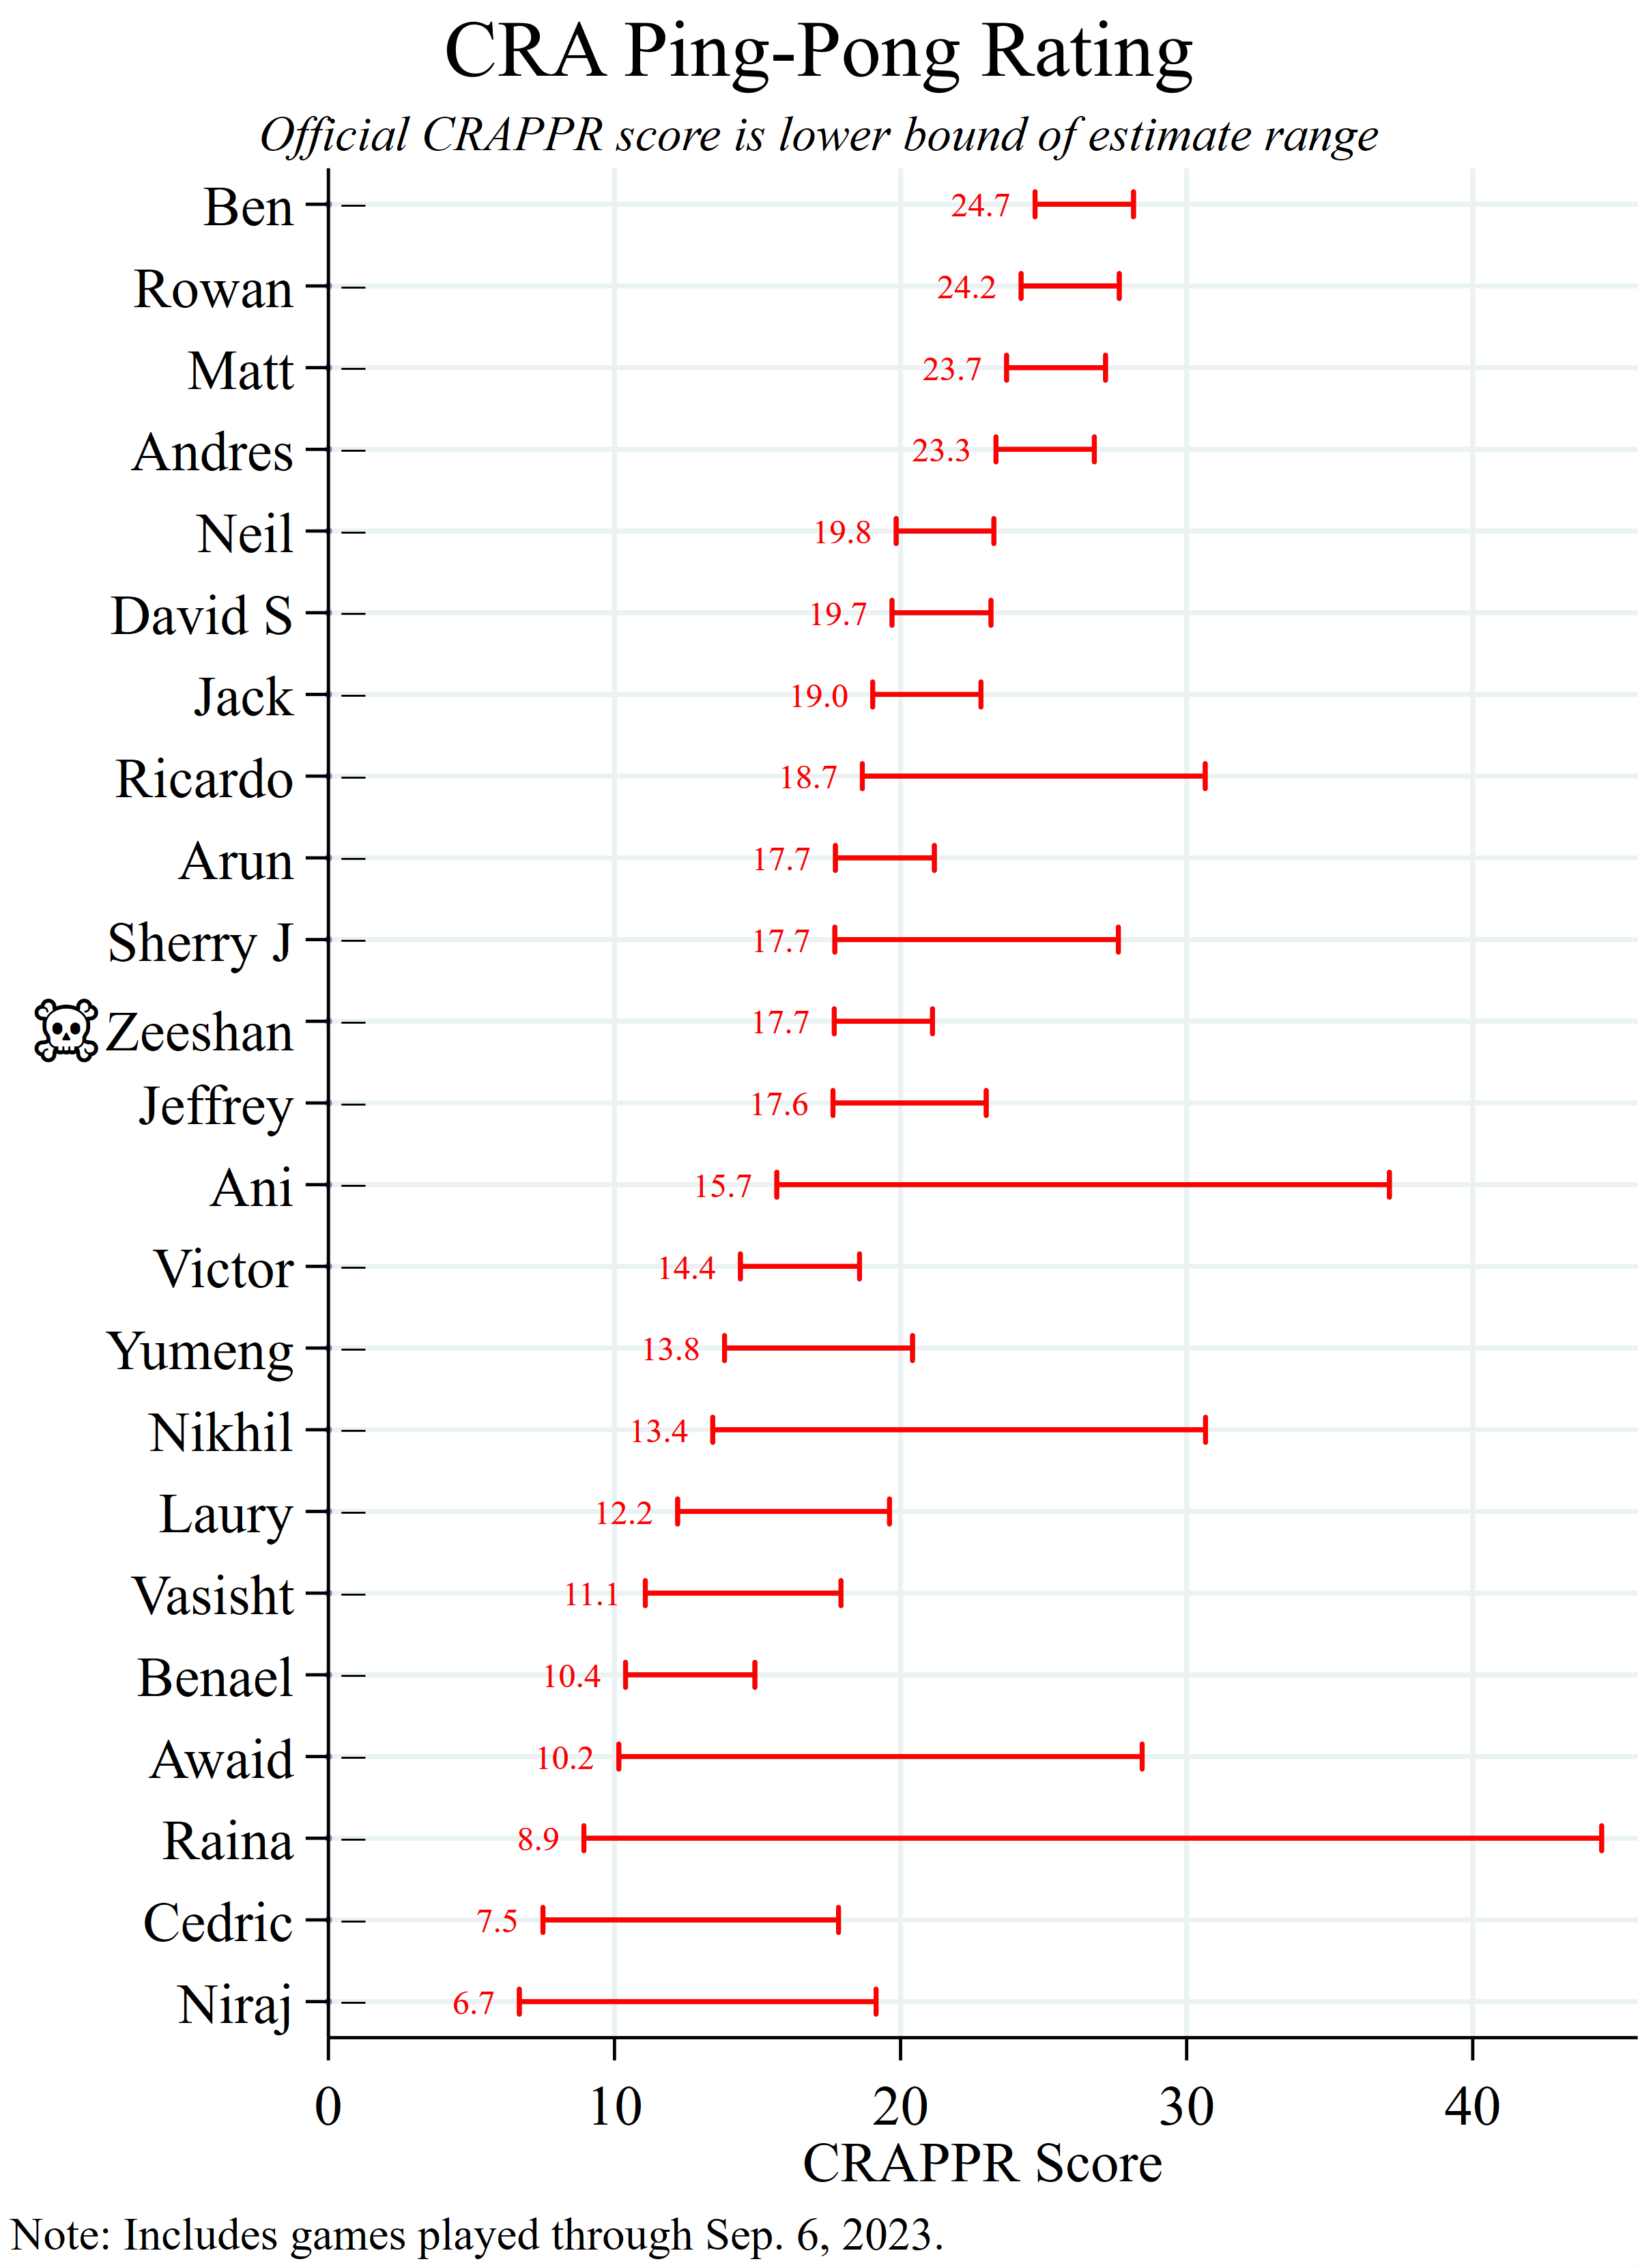 CRA Ping-Pong Rating
Official CRAPPR score is lower bound of estimate range
Ben 24.7
Rowan 24.2
Matt 23.7
Andres 23.3
Neil 19.8
David S 19.7
Jack 19.0
Ricardo 18.7
Arun 17.7
Sherry J 17.7
Zeeshan 17.7
Jeffrey 17.6
Ani 15.7
Victor 14.4
Yumeng 13.8
Nikhil 13.4
Laury 12.2
Vasisht 11.1
Benael 10.4
Awaid 10.2
Raina 8.9
Cedric 7.5
Niraj 6.7
0 10 20 30 40
CRAPPR Score
Note: Includes games played through Sep. 6, 2023.